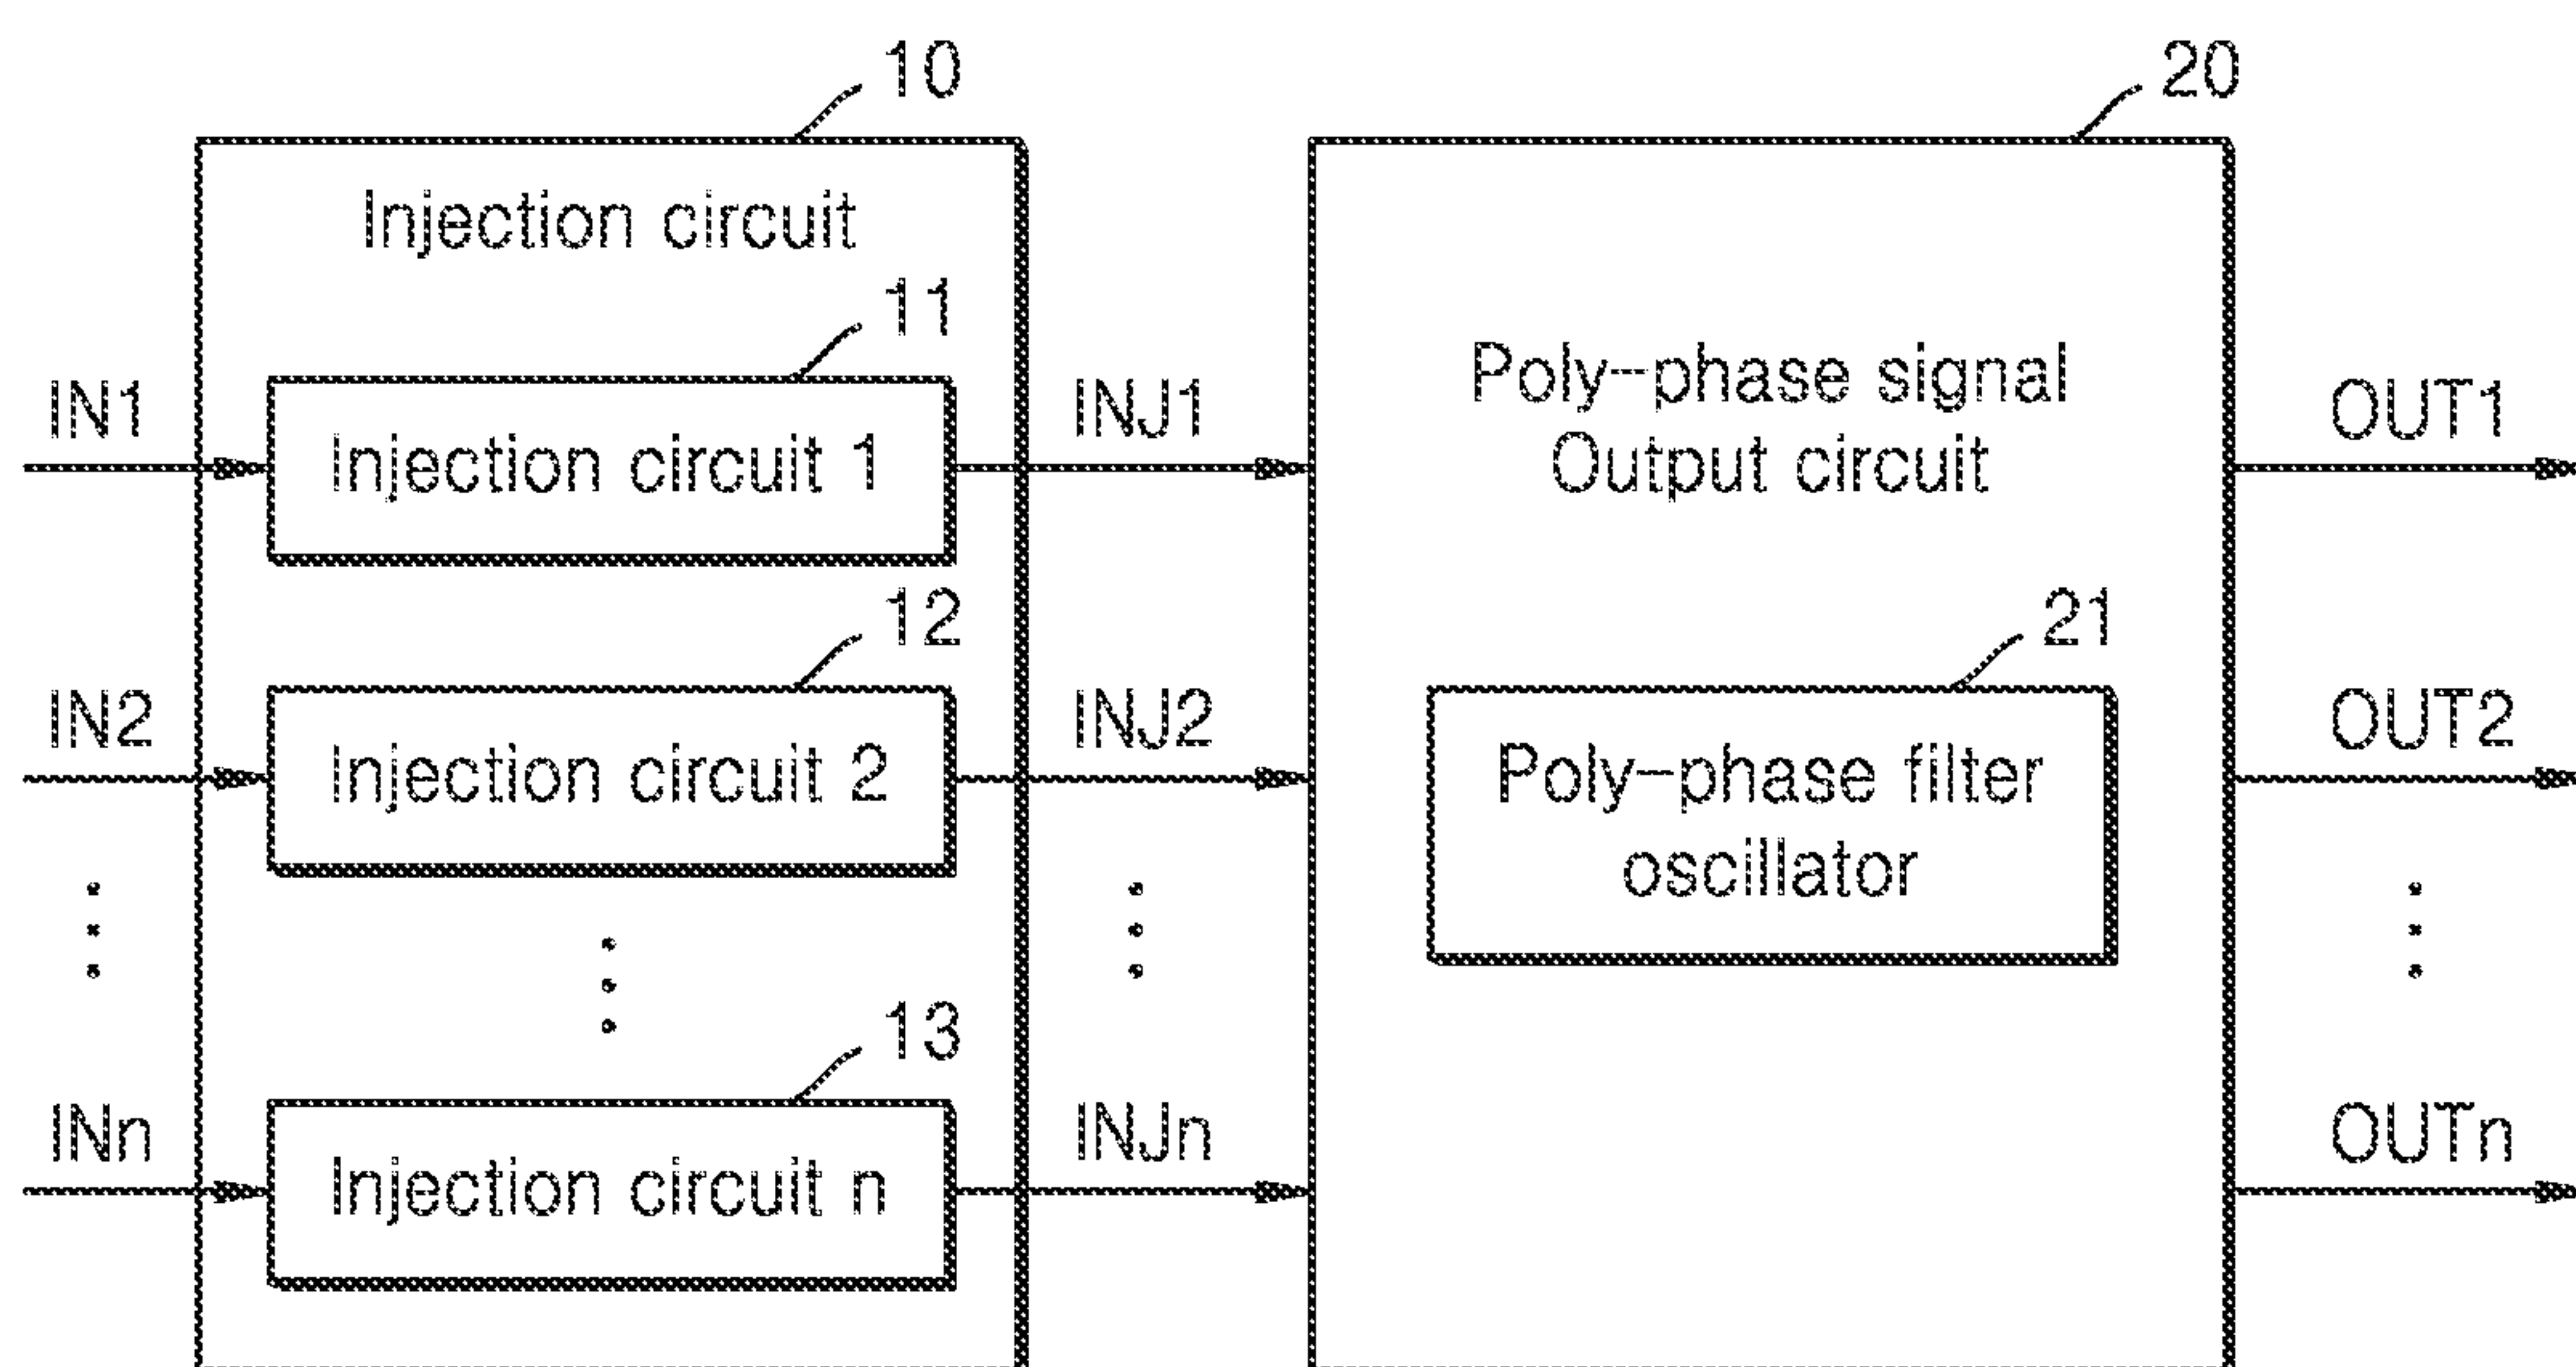 10
20
Injection circuit
11
IN1
Injection circuit 1
INJ1
Poly-phase signal
Output circuit
OUT1
12
21
IN2
Injection circuit 2
INJ2
Poly-phase filter
oscillator
OUT2
13
INn
Injection circuit n
INJn
OUTn